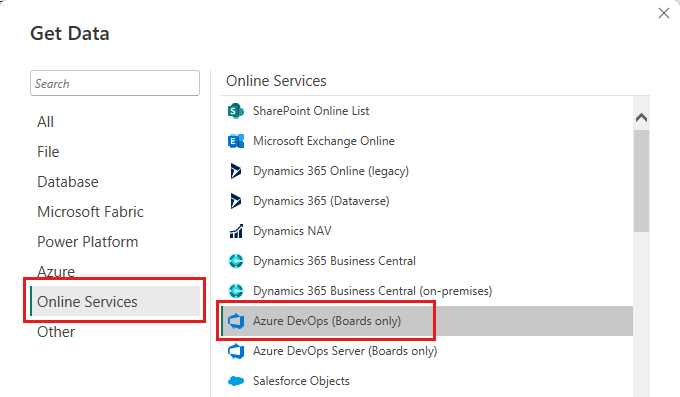 Get Data
Search
All
File
Database
Microsoft Fabric
Power Platform
Azure
Online Services
Other
Online Services
SharePoint Online List
Microsoft Exchange Online
Dynamics 365 Online (legacy)
Dynamics 365 (Dataverse)
Dynamics NAV
Dynamics 365 Business Central
Dynamics 365 Business Central (on-premises)
Azure DevOps (Boards only)
Azure DevOps Server (Boards only)
Salesforce Objects